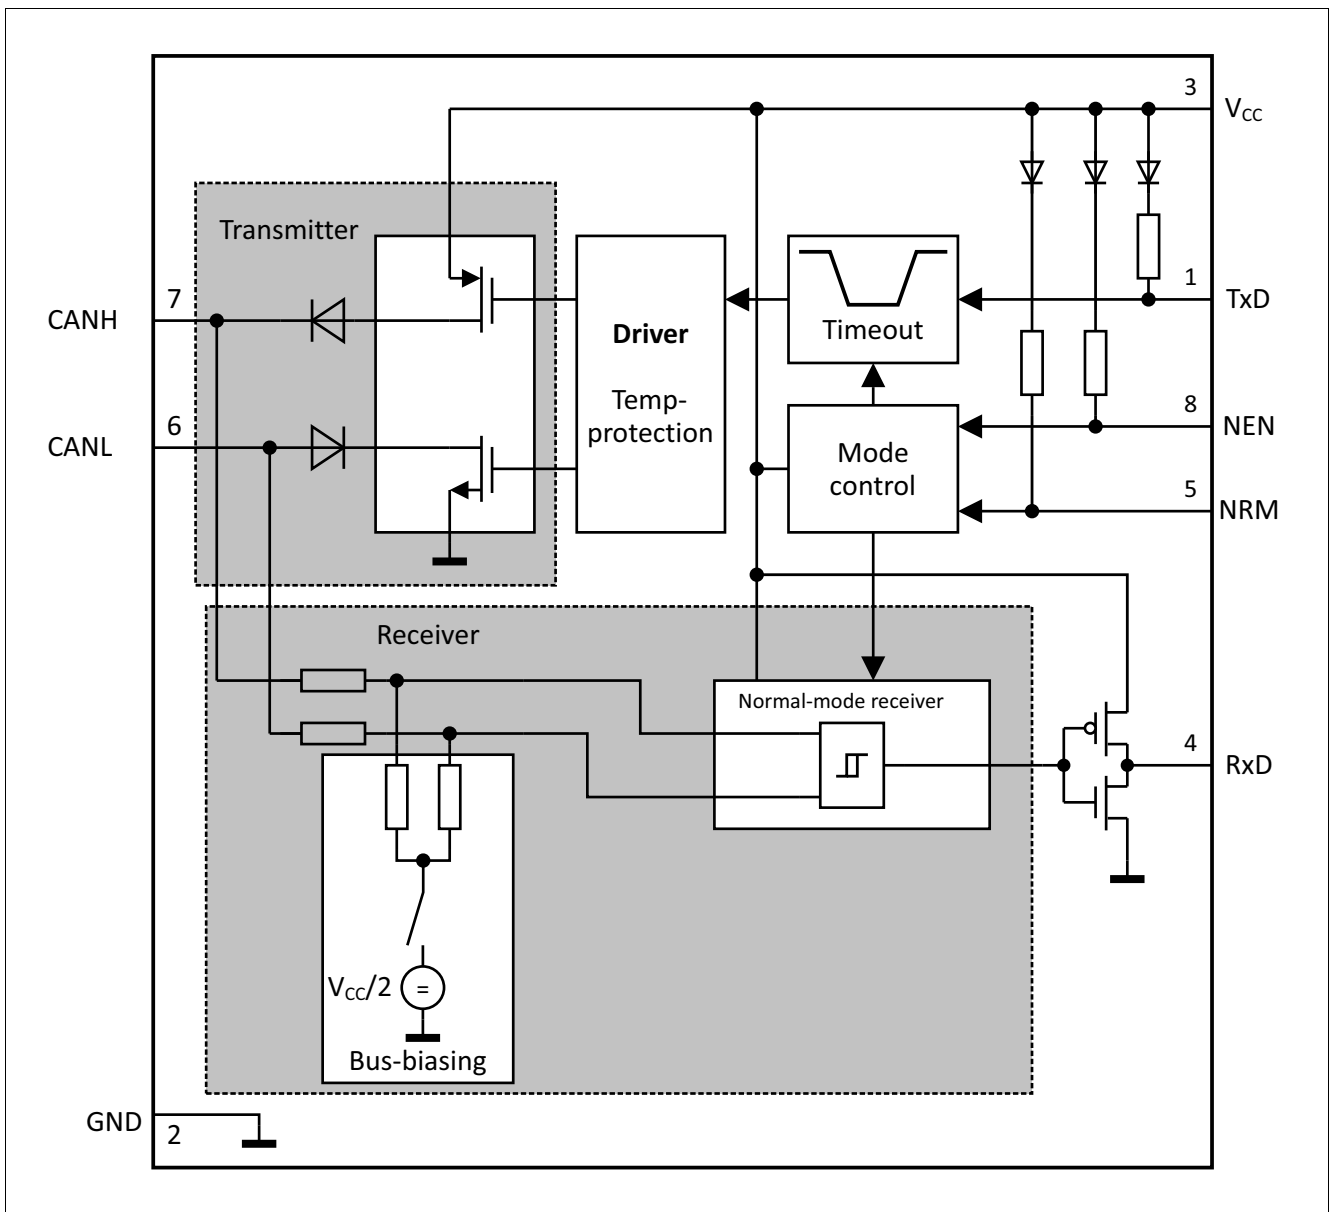 3
VCC
Transmitter
7
CANH
1
TxD
Timeout
Driver
Temp-
protection
6
CANL
8
NEN
Mode
control
5
NRM
Receiver
Normal-mode receiver
4
RxD
VCC/2
=
Bus-biasing
GND
2